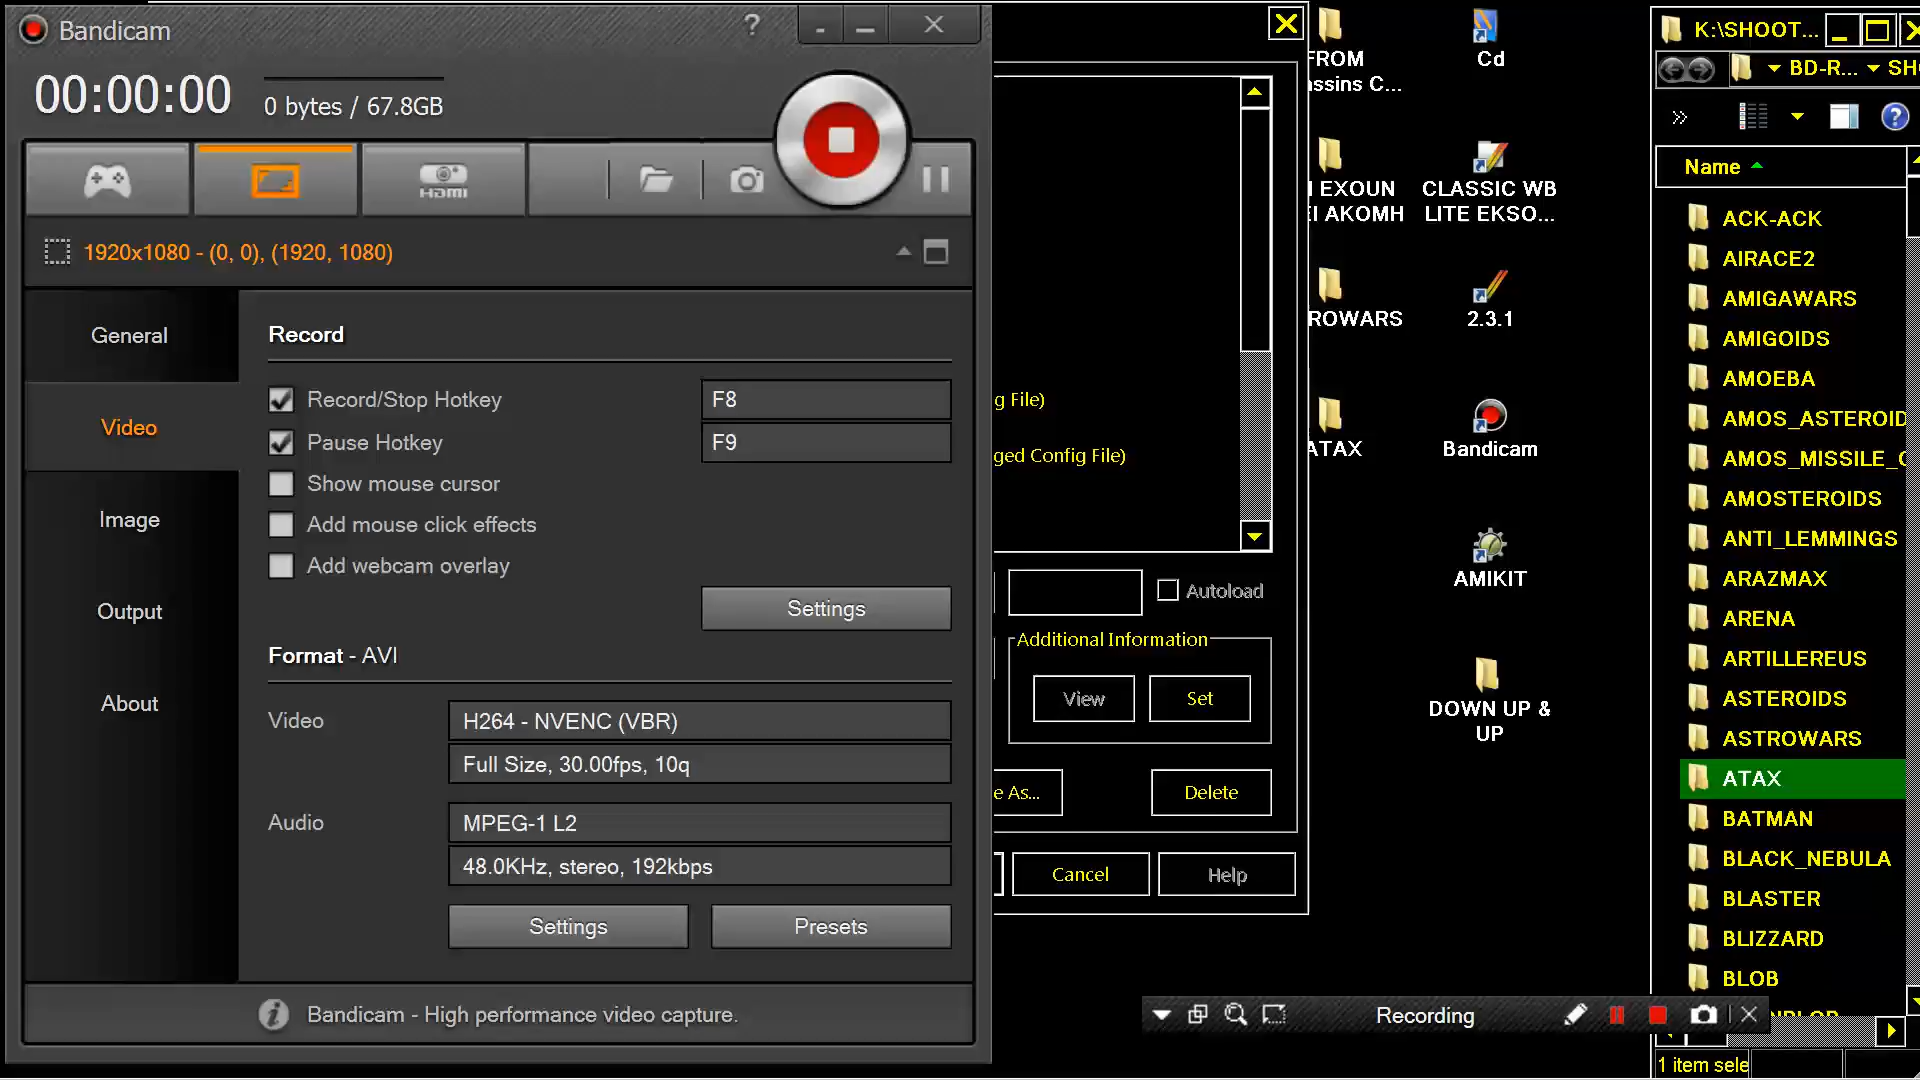 Bandicam
?
00:00:00
0 bytes / 67.8GB
HDMI
1920x1080 - (0, 0), (1920, 1080)
General
Video
Image
Output
About
Record
Record/Stop Hotkey
F8
Pause Hotkey
F9
Show mouse cursor
Add mouse click effects
Add webcam overlay
Settings
Format - AVI
Video
H264 - NVENC (VBR)
Full Size, 30.00fps, 10q
Audio
MPEG-1 L2
48.0KHz, stereo, 192kbps
Settings
Presets
Bandicam - High performance video capture.
g File)
ged Config File)
Autoload
Additional Information
View
Set
e As...
Delete
Cancel
Help
FROM
ssins C...
I EXOUN
EI AKOMH
ROWARS
ATAX
Cd
CLASSIC WB
LITE EKSO...
2.3.1
Bandicam
AMIKIT
DOWN UP &
UP
Recording
K:\SHOOT...
BD-R...
SH
Name
ACK-ACK
AIRACE2
AMIGAWARS
AMIGOIDS
AMOEBA
AMOS_ASTEROID
AMOS_MISSILE_C
AMOSTEROIDS
ANTI_LEMMINGS
ARAZMAX
ARENA
ARTILLEREUS
ASTEROIDS
ASTROWARS
ATAX
BATMAN
BLACK_NEBULA
BLASTER
BLIZZARD
BLOB
1 item sele